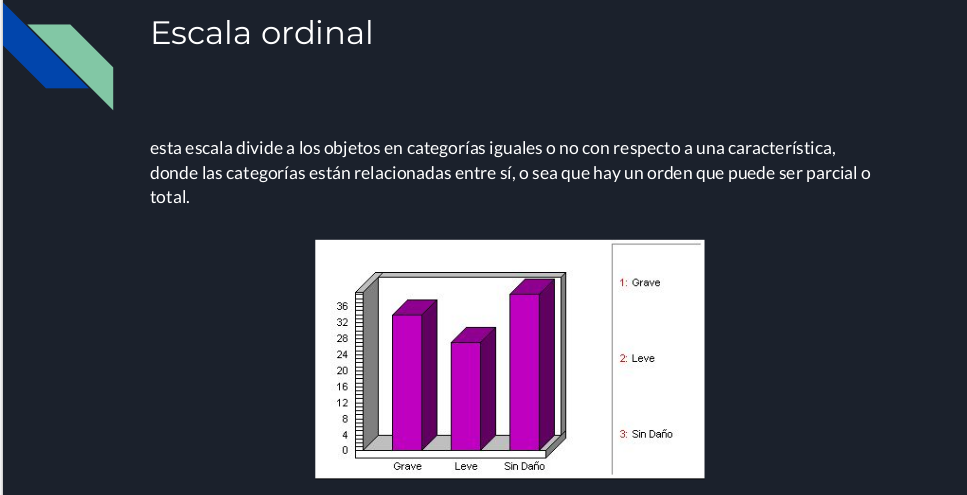 Escala ordinal
esta escala divide a los objetos en categorías iguales o no con respecto a una característica,
donde las categorías están relacionadas entre sí, o sea que hay un orden que puede ser parcial o
total.
36
32
28
24
20
16
12
8
4
0
Grave Leve Sin Daño
1: Grave
2: Leve
3: Sin Daño